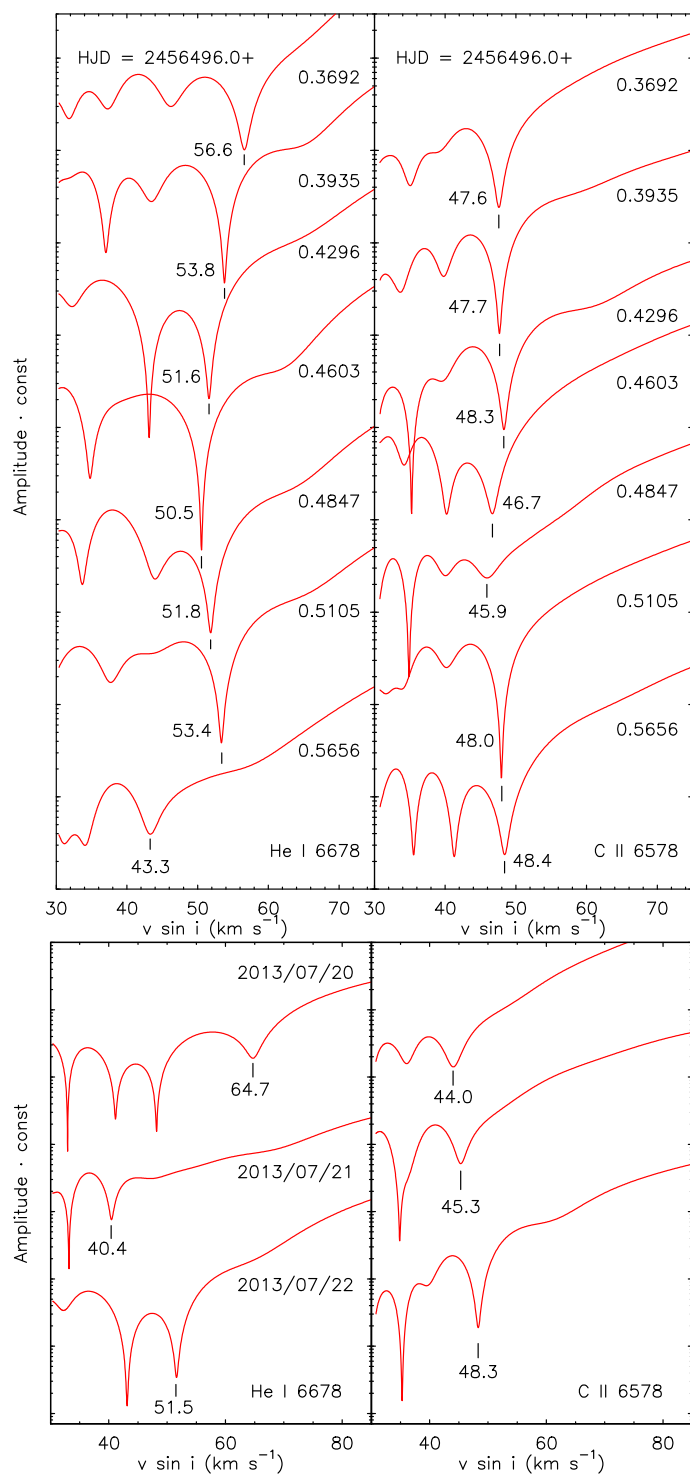 HJD = 2456496.0+
0.3692
56.6
0.3935
53.8
0.4296
51.6
0.4603
50.5
0.4847
51.8
0.5105
53.4
0.5656
43.3
He I 6678
30 40 50 60 70
v sin i (km s⁻¹)
Amplitude · const
HJD = 2456496.0+
0.3692
47.6
0.3935
47.7
0.4296
0.4603
48.3
0.4847
46.7
45.9
0.5105
48.0
0.5656
48.4
C II 6578
30 40 50 60 70
v sin i (km s⁻¹)
2013/07/20
64.7
2013/07/21
40.4
2013/07/22
51.5
He I 6678
40 60 80
v sin i (km s⁻¹)
Amplitude · const
44.0
45.3
48.3
C II 6578
40 60 80
v sin i (km s⁻¹)